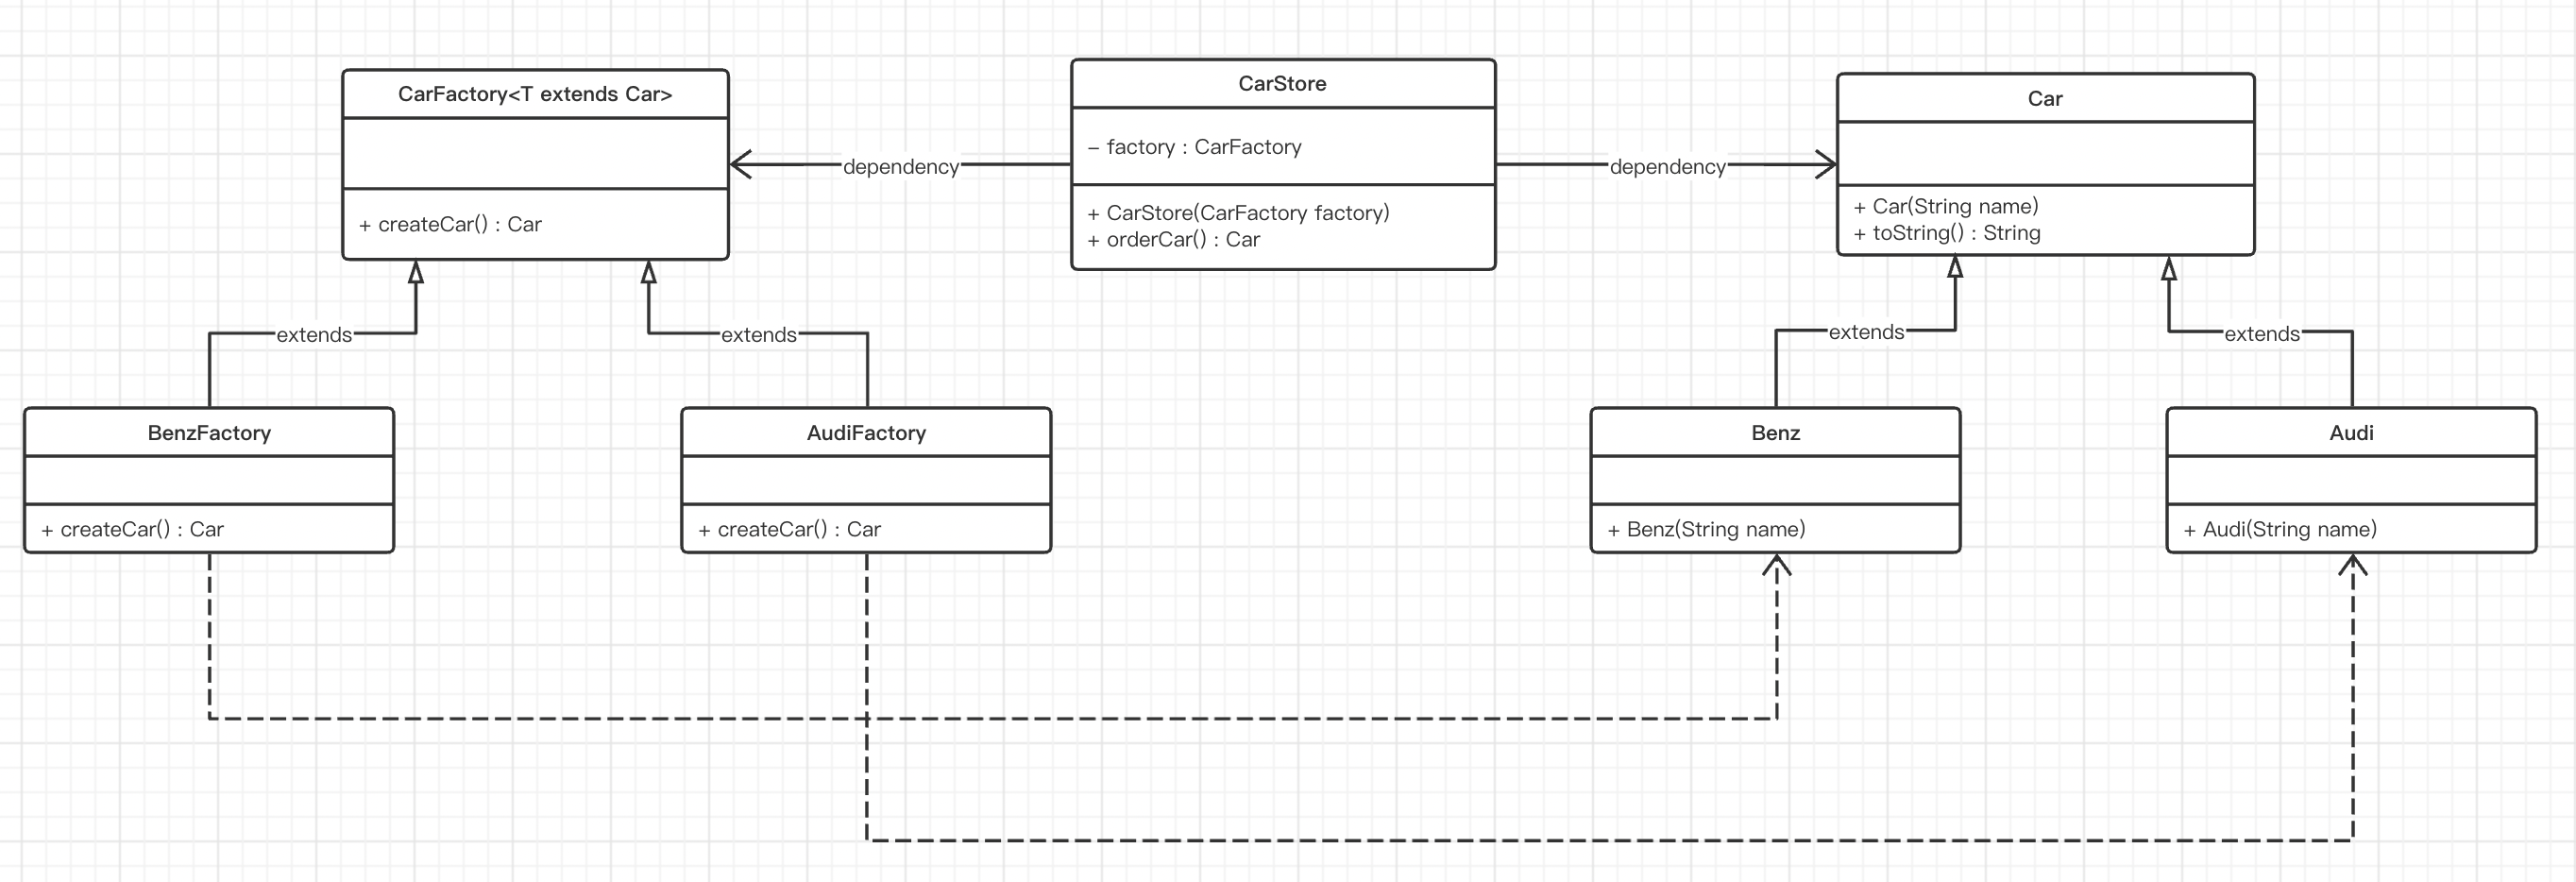 CarFactory<T extends Car>
+ createCar() : Car
dependency
CarStore
– factory : CarFactory
+ CarStore(CarFactory factory)
+ orderCar() : Car
dependency
Car
+ Car(String name)
+ toString() : String
extends
extends
extends
extends
BenzFactory
+ createCar() : Car
AudiFactory
+ createCar() : Car
Benz
+ Benz(String name)
Audi
+ Audi(String name)